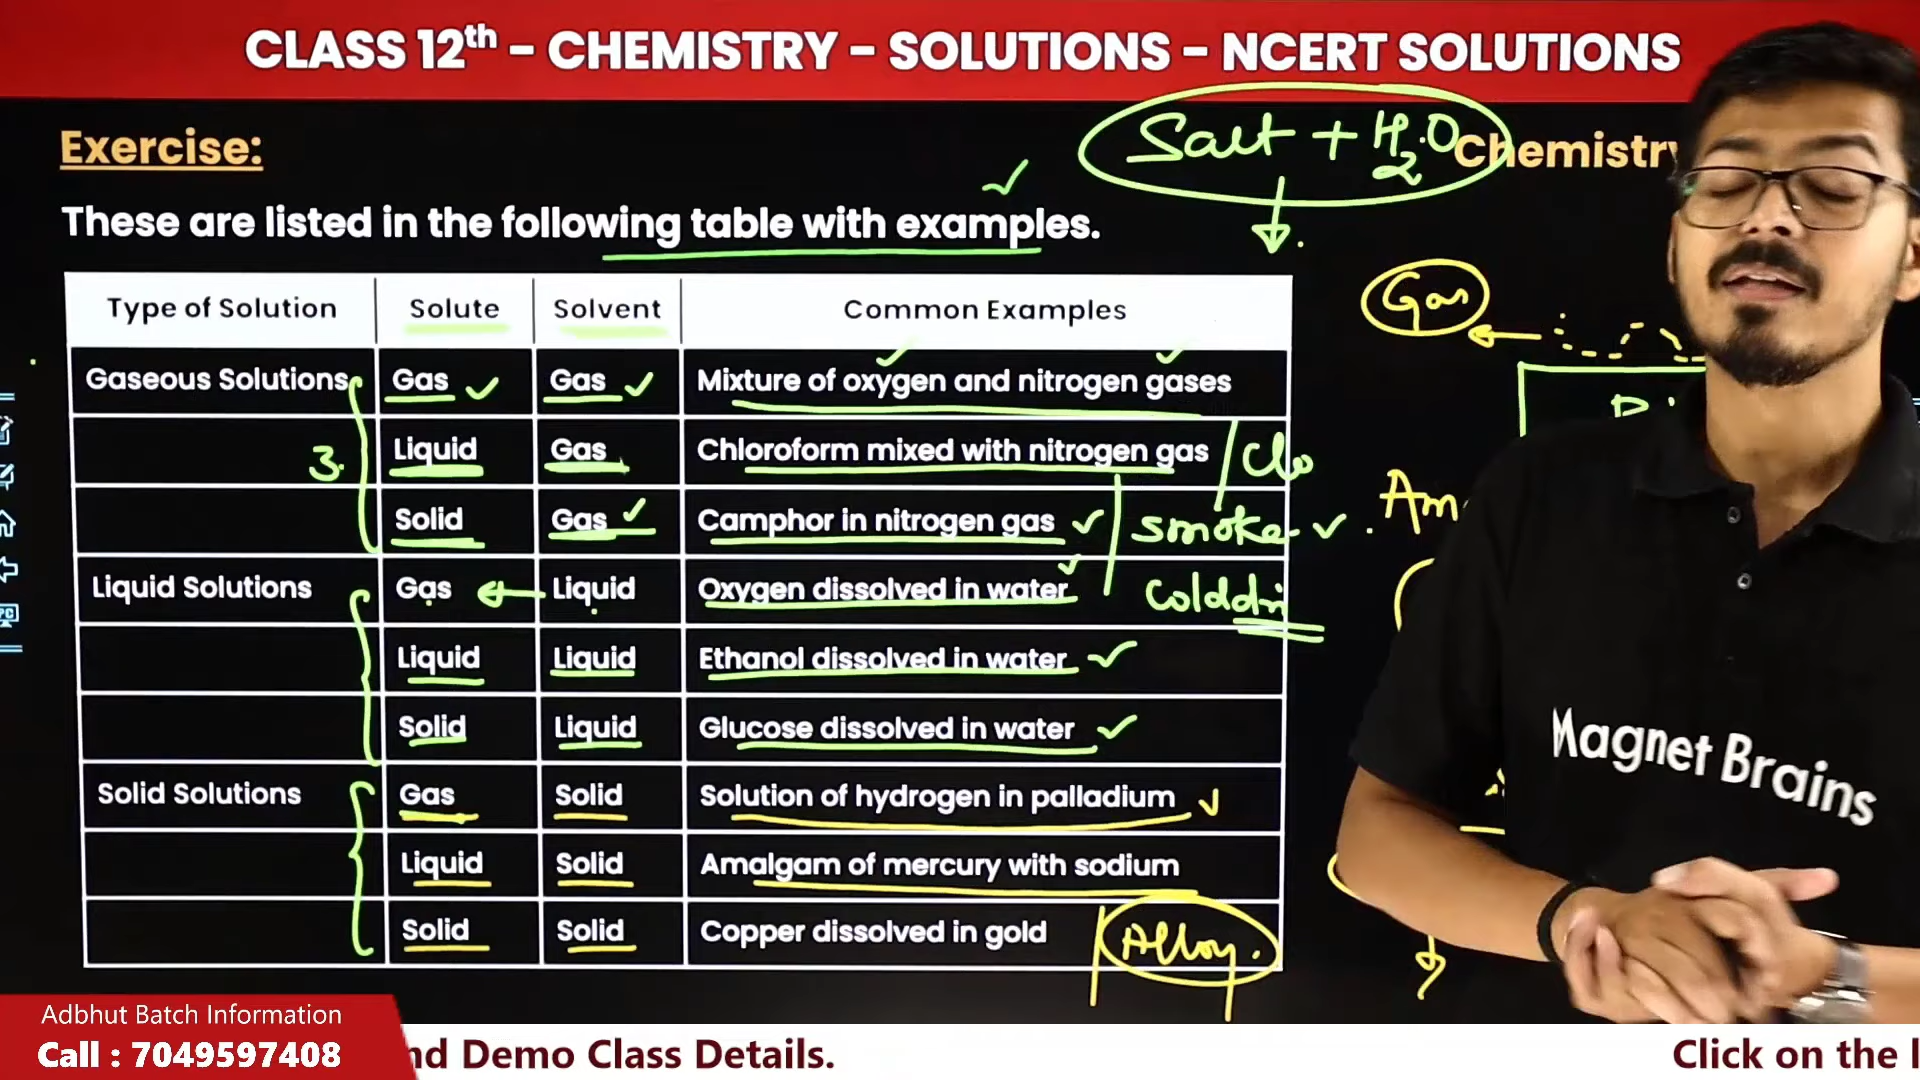 CLASS 12th - CHEMISTRY - SOLUTIONS - NCERT SOLUTIONS
Exercise:
Salt + H2O
Chemistry
These are listed in the following table with examples.
Gas
Type of Solution Solute Solvent Common Examples
Gaseous Solutions Gas Gas Mixture of oxygen and nitrogen gases
3. Liquid Gas Chloroform mixed with nitrogen gas
Solid Gas Camphor in nitrogen gas smoke
Am
Liquid Solutions Gas Liquid Oxygen dissolved in water Colddri
Liquid Liquid Ethanol dissolved in water
Solid Liquid Glucose dissolved in water
Solid Solutions Gas Solid Solution of hydrogen in palladium
Liquid Solid Amalgam of mercury with sodium
Solid Solid Copper dissolved in gold Alloy.
Magnet Brains
Adbhut Batch Information
Call : 7049597408
nd Demo Class Details.
Click on the l